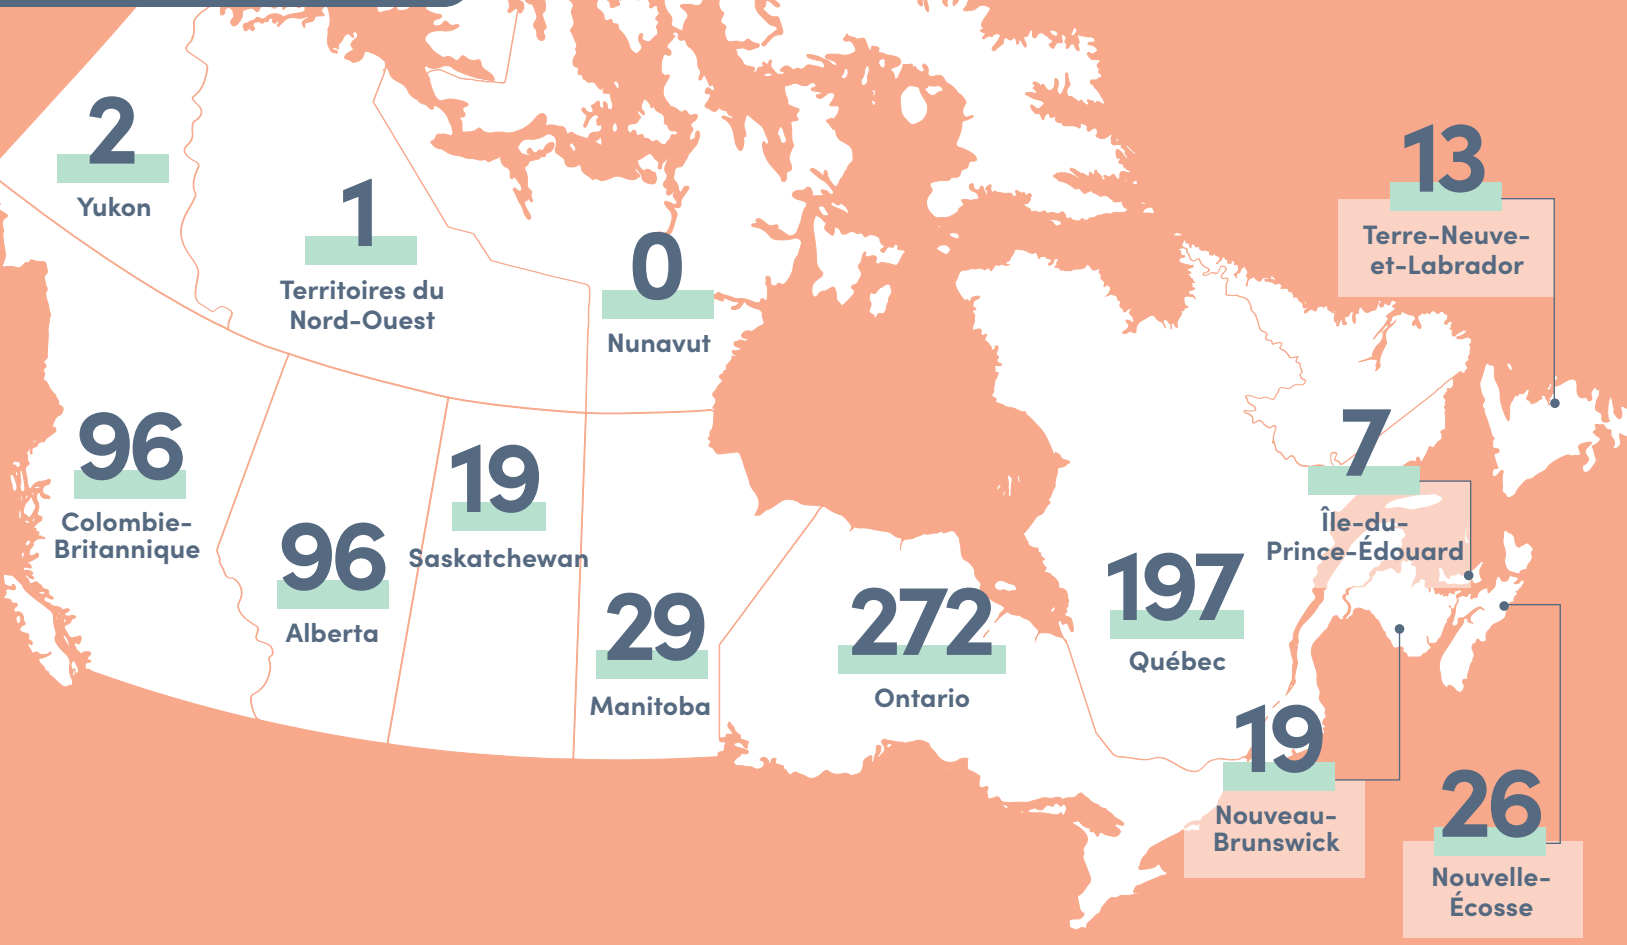 2
Yukon
1
Territoires du
Nord-Ouest
0
Nunavut
13
Terre-Neuve-
et-Labrador
96
Colombie-
Britannique
96
Alberta
19
Saskatchewan
29
Manitoba
272
Ontario
197
Québec
7
Île-du-
Prince-Édouard
19
Nouveau-
Brunswick
26
Nouvelle-
Écosse